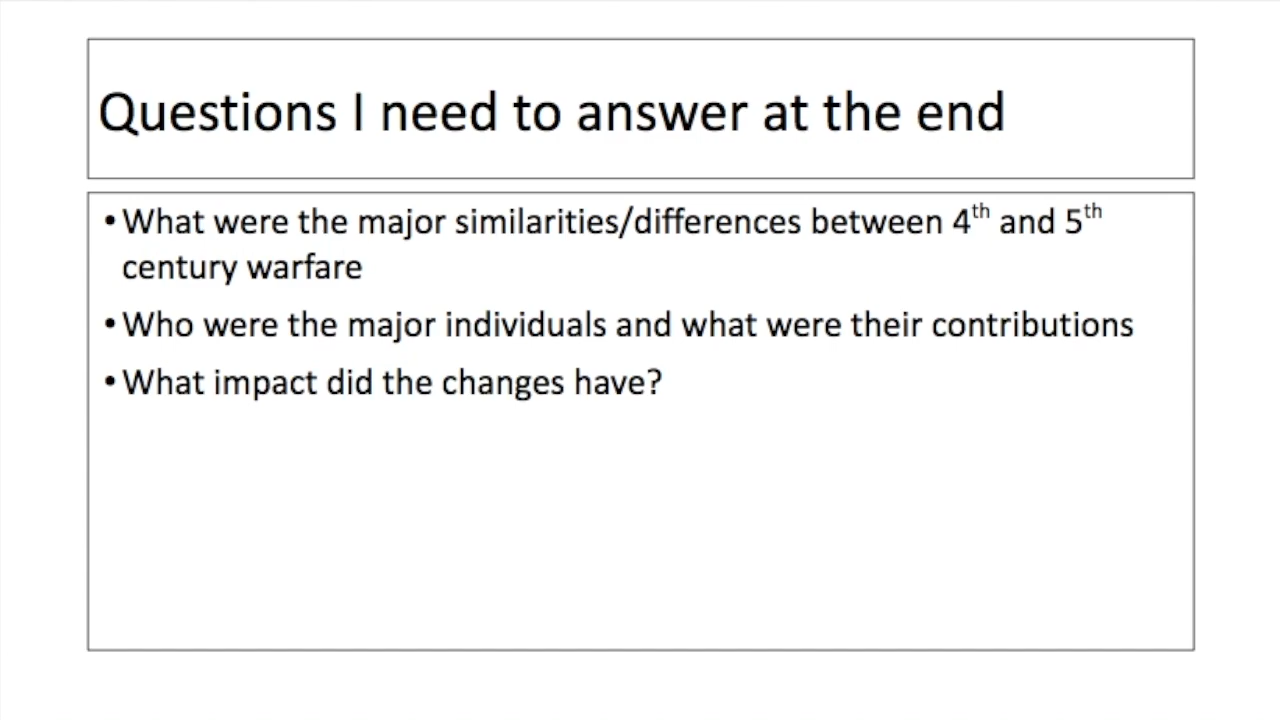 Questions I need to answer at the end
• What were the major similarities/differences between 4th and 5th
century warfare
• Who were the major individuals and what were their contributions
• What impact did the changes have?